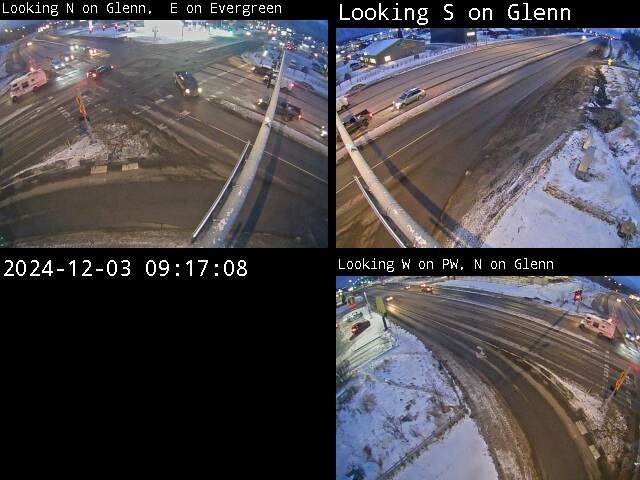 Looking N on Glenn,  E on Evergreen
Looking S on Glenn
2024-12-03 09:17:08
Looking W on PW, N on Glenn